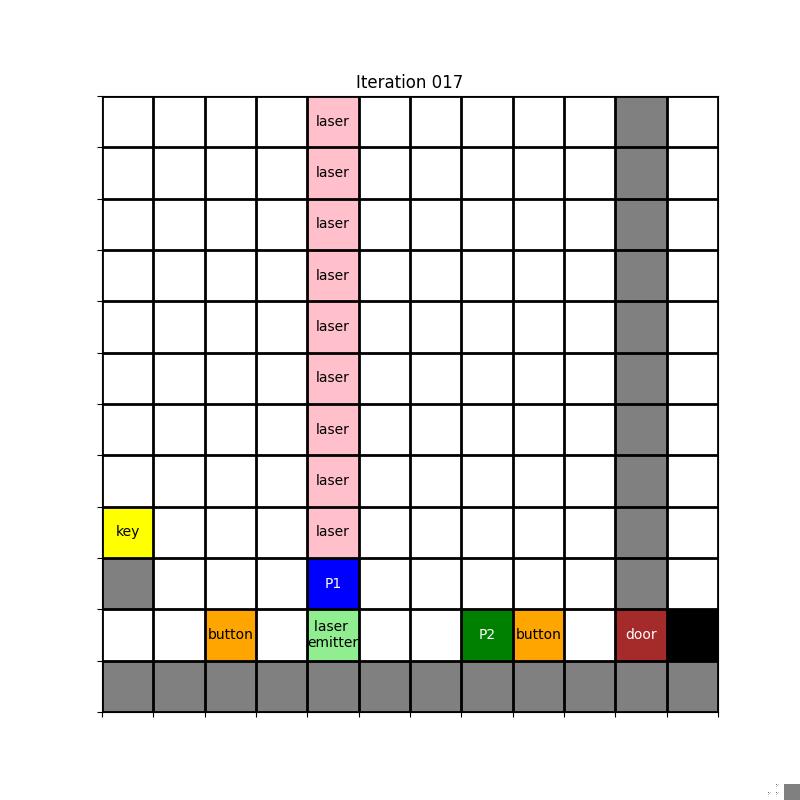 Iteration 017
laser
laser
laser
laser
laser
laser
laser
laser
key
laser
P1
button
laser
emitter
P2
button
door